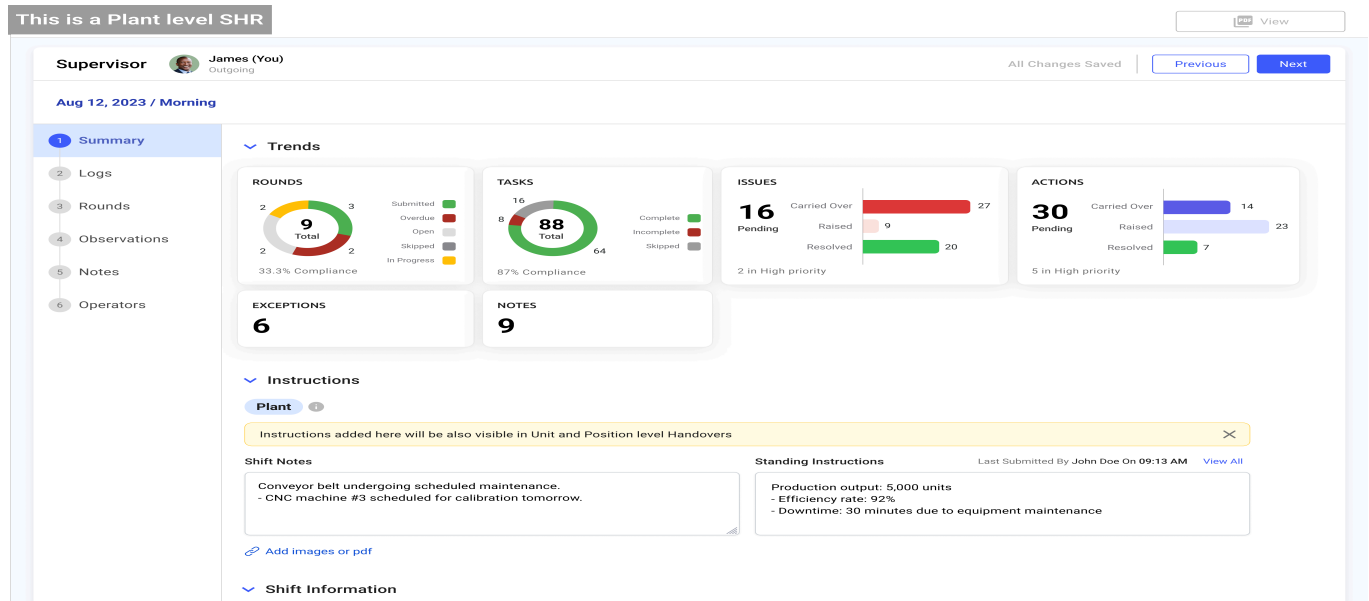 This is a Plant level SHR
PDF View
Supervisor
James (You)
Outgoing
All Changes Saved
Previous
Next
Aug 12, 2023 / Morning
1 Summary
2 Logs
3 Rounds
4 Observations
5 Notes
6 Operators
Trends
ROUNDS
2
3
9
Total
2
2
Submitted
Overdue
Open
Skipped
In Progress
33.3% Compliance
TASKS
16
8
88
Total
64
Complete
Incomplete
Skipped
87% Compliance
ISSUES
16
Pending
Carried Over 27
Raised 9
Resolved 20
2 in High priority
ACTIONS
30
Pending
Carried Over 14
Raised 23
Resolved 7
5 in High priority
EXCEPTIONS
6
NOTES
9
Instructions
Plant i
Instructions added here will be also visible in Unit and Position level Handovers
Shift Notes
Conveyor belt undergoing scheduled maintenance.
- CNC machine #3 scheduled for calibration tomorrow.
Add images or pdf
Standing Instructions
Last Submitted By John Doe On 09:13 AM
View All
Production output: 5,000 units
- Efficiency rate: 92%
- Downtime: 30 minutes due to equipment maintenance
Shift Information